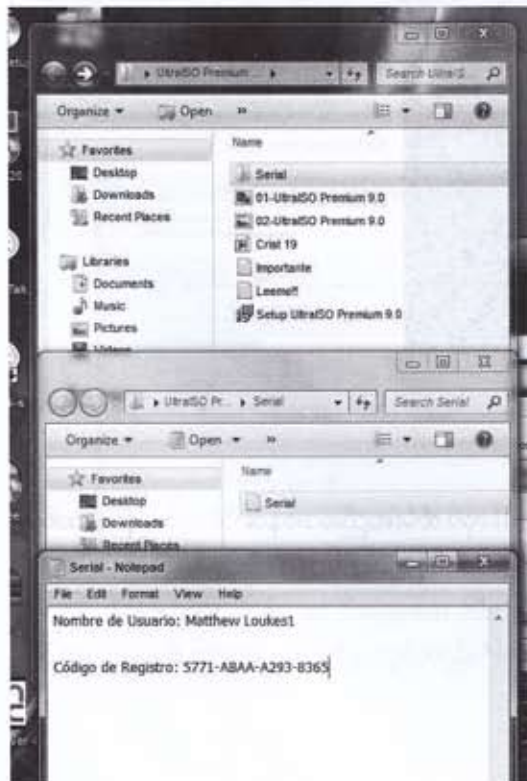 UltraISO Premium ...
Search UltraIS...
Organize
Open
Name
Favorites
Desktop
Downloads
Recent Places
Libraries
Documents
Music
Pictures
Videos
Serial
01-UltraISO Premium 9.0
02-UltraISO Premium 9.0
Crist 19
Importante
Leeme!!
Setup UltraISO Premium 9.0
UltraISO Pr... Serial
Search Serial
Organize
Open
Name
Favorites
Desktop
Downloads
Recent Places
Serial
Serial - Notepad
File Edit Format View Help
Nombre de Usuario: Matthew Loukes1
Código de Registro: 5771-ABAA-A293-8365